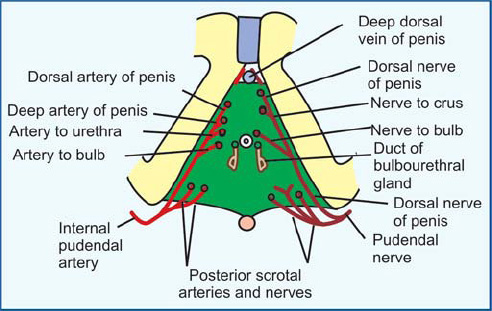 Deep dorsal
vein of penis
Dorsal artery of penis
Deep artery of penis
Artery to urethra
Artery to bulb
Dorsal nerve
of penis
Nerve to crus
Nerve to bulb
Duct of
bulbourethral
gland
Dorsal nerve
of penis
Pudendal
nerve
Internal
pudendal
artery
Posterior scrotal
arteries and nerves